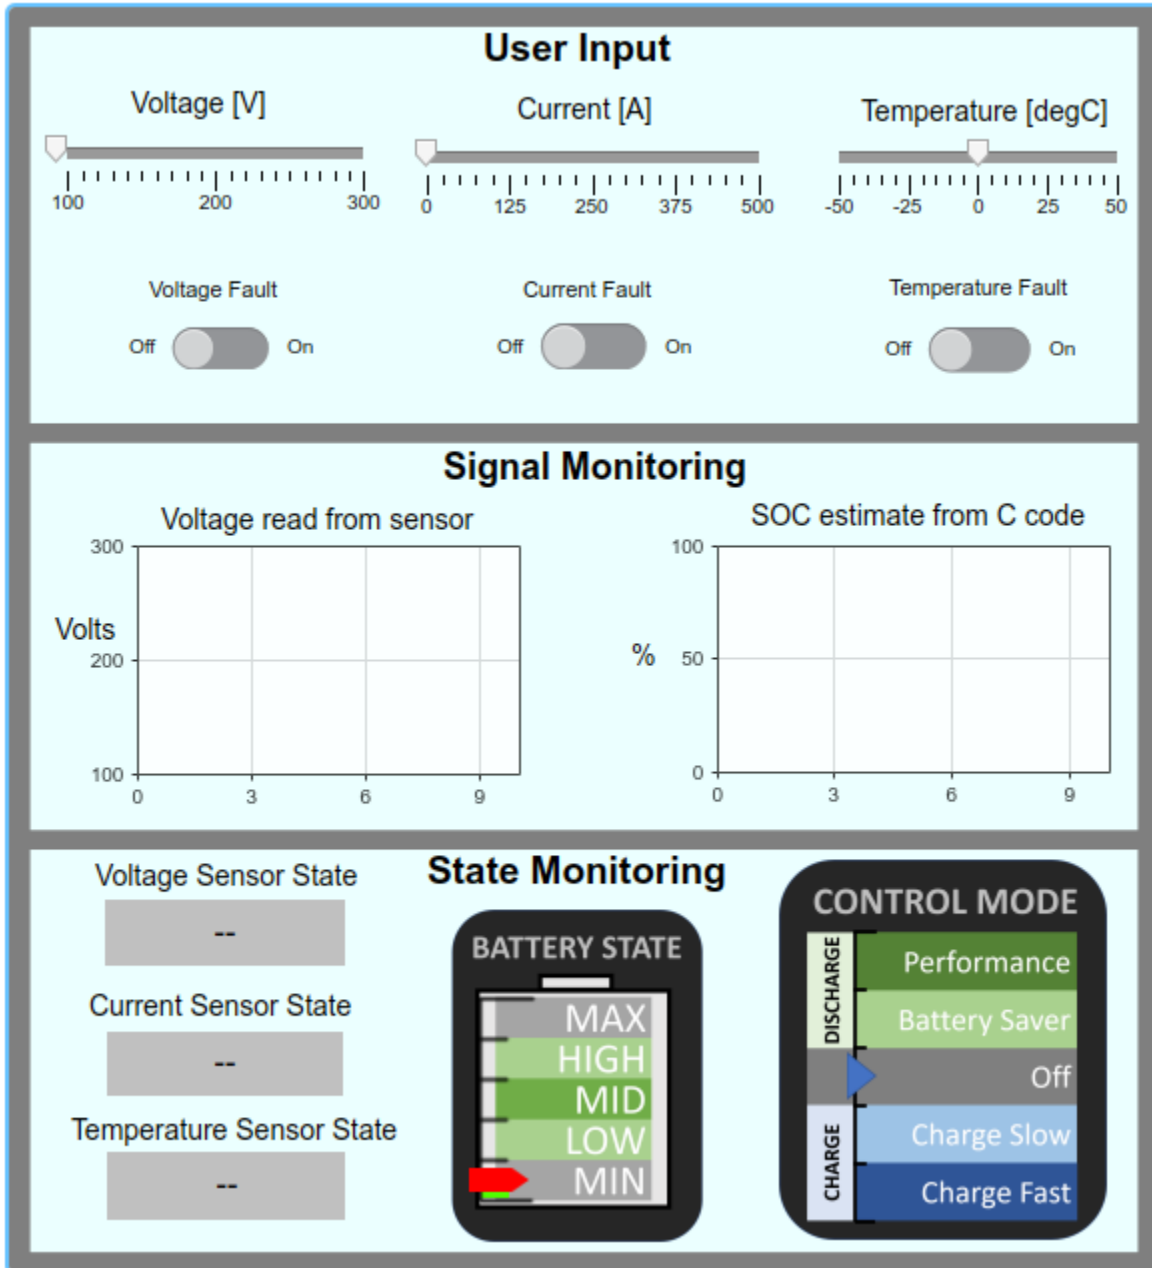 User Input
Voltage [V]
Current [A]
Temperature [degC]
100 200 300
0 125 250 375 500
-50 -25 0 25 50
Voltage Fault
Current Fault
Temperature Fault
Off On
Off On
Off On
Signal Monitoring
Voltage read from sensor
300
Volts
200
100
0 3 6 9
SOC estimate from C code
100
% 50
0
0 3 6 9
State Monitoring
Voltage Sensor State
--
Current Sensor State
--
Temperature Sensor State
--
BATTERY STATE
MAX
HIGH
MID
LOW
MIN
CONTROL MODE
DISCHARGE
Performance
Battery Saver
Off
CHARGE
Charge Slow
Charge Fast